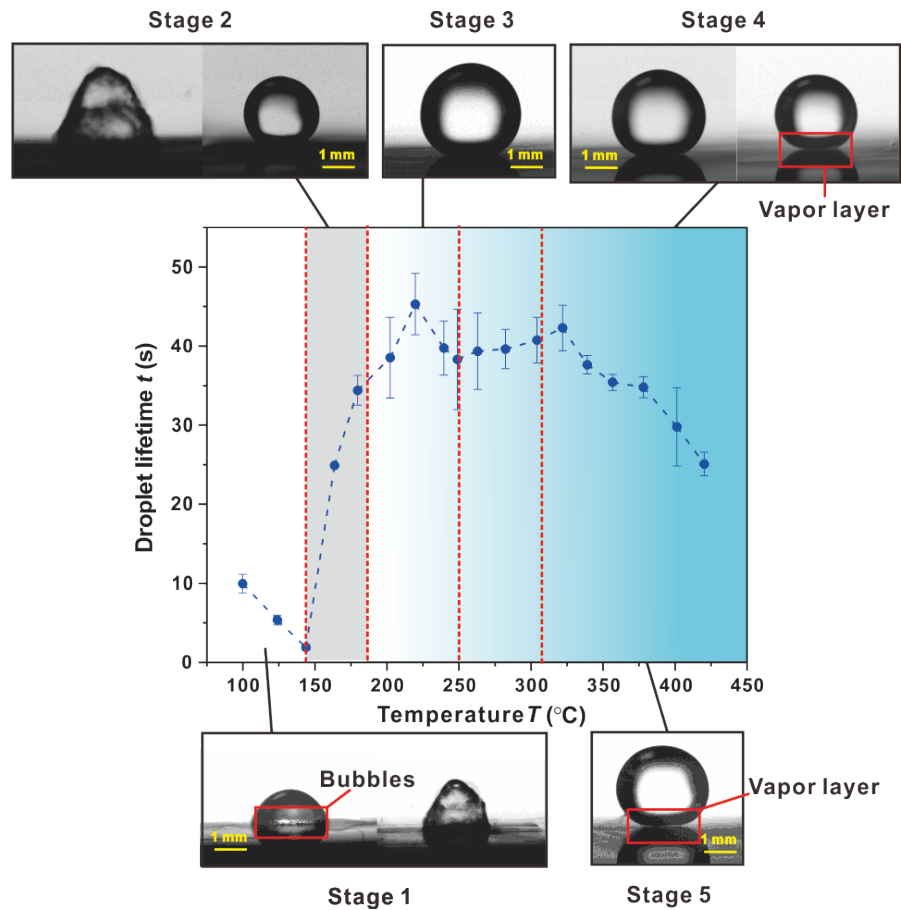 Stage 2
Stage 3
Stage 4
1 mm
1 mm
1 mm
1 mm
Vapor layer
50
40
30
20
10
0
Droplet lifetime t (s)
100
150
200
250
300
350
400
450
Temperature T (°C)
Bubbles
1 mm
Vapor layer
1 mm
Stage 1
Stage 5